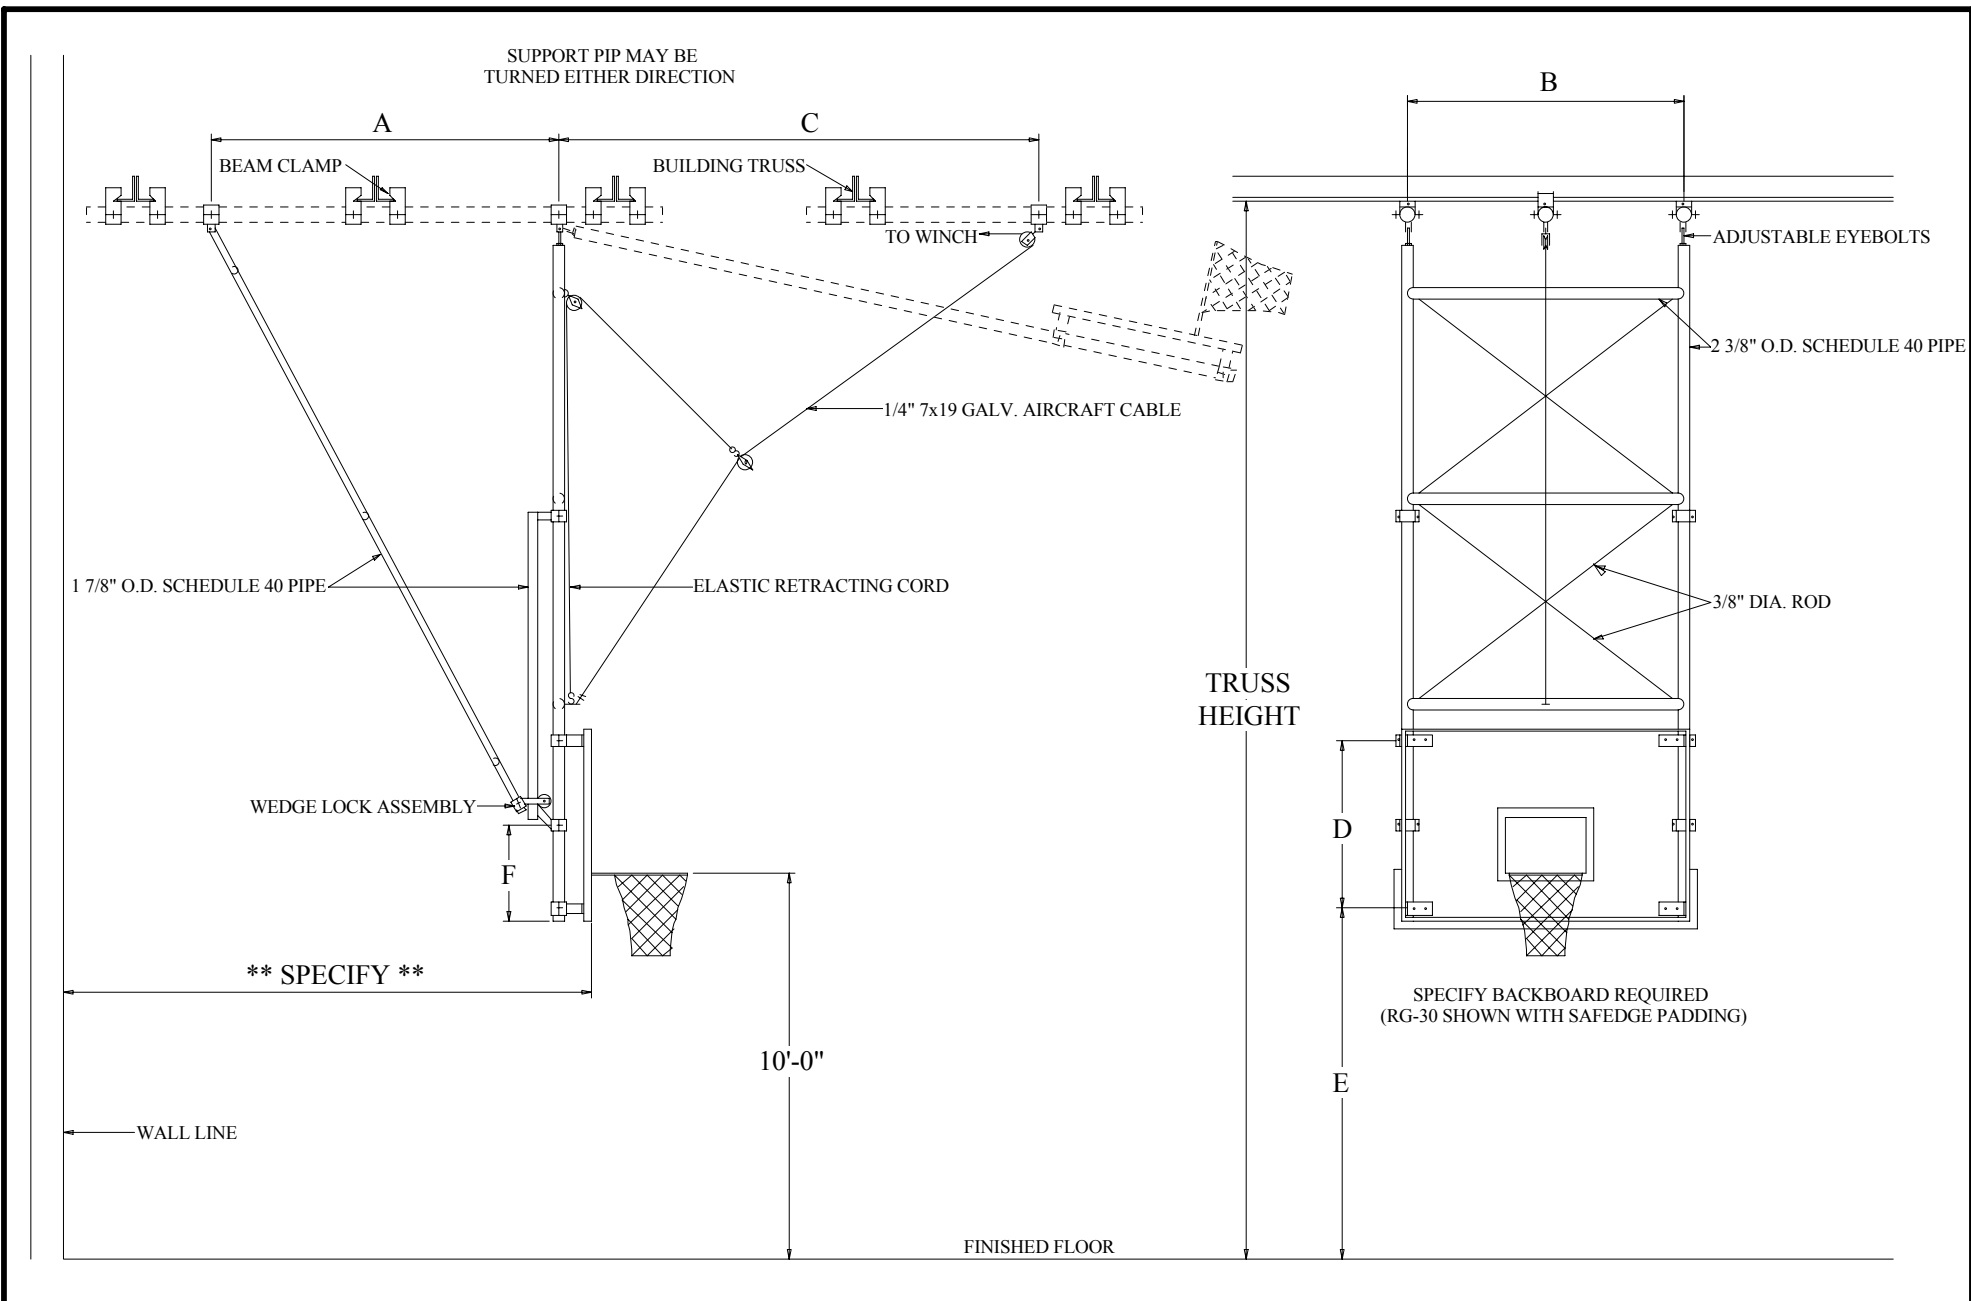 SUPPORT PIP MAY BE
TURNED EITHER DIRECTION
B
A
C
BEAM CLAMP
BUILDING TRUSS
TO WINCH
ADJUSTABLE EYEBOLTS
2 3/8" O.D. SCHEDULE 40 PIPE
1/4" 7x19 GALV. AIRCRAFT CABLE
1 7/8" O.D. SCHEDULE 40 PIPE
ELASTIC RETRACTING CORD
3/8" DIA. ROD
TRUSS
HEIGHT
WEDGE LOCK ASSEMBLY
D
F
** SPECIFY **
SPECIFY BACKBOARD REQUIRED
(RG-30 SHOWN WITH SAFEDGE PADDING)
10'-0"
E
WALL LINE
FINISHED FLOOR